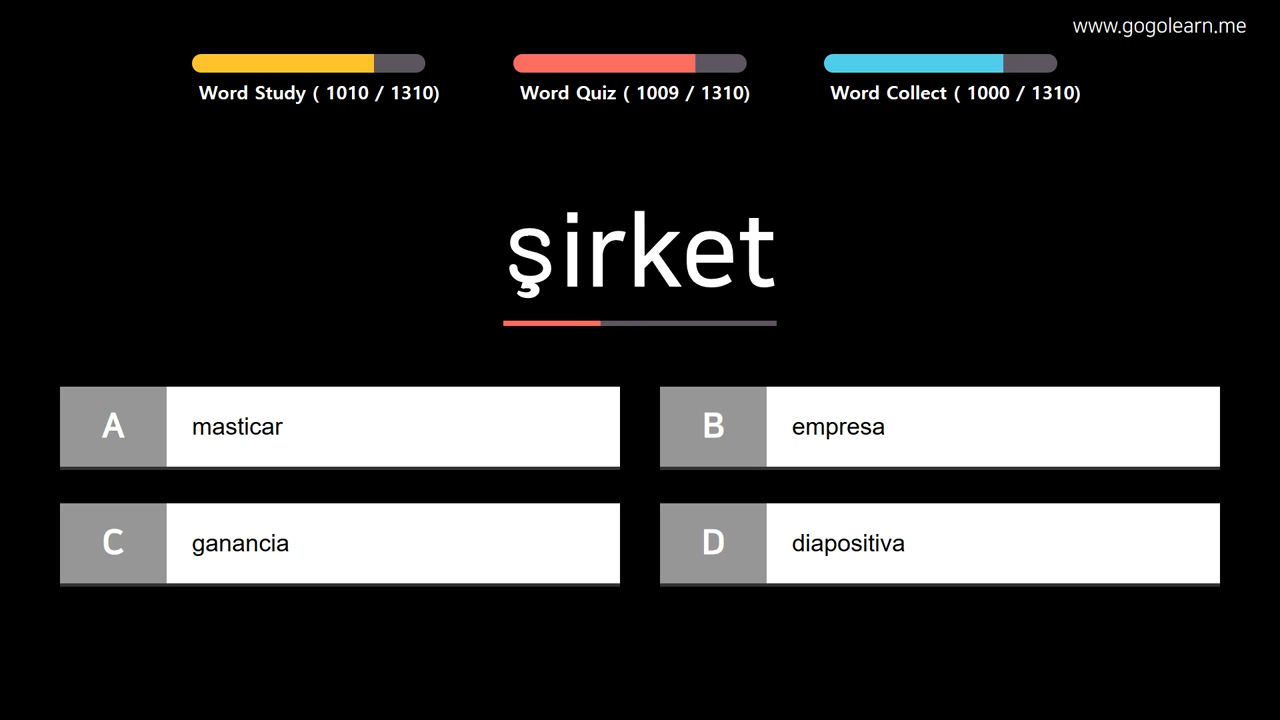 www.gogolearn.me
Word Study ( 1010 / 1310)
Word Quiz ( 1009 / 1310)
Word Collect ( 1000 / 1310)
şirket
A masticar
B empresa
C ganancia
D diapositiva